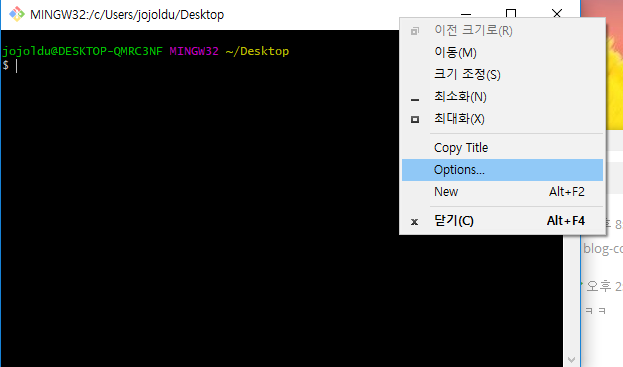 MINGW32:/c/Users/jojoldu/Desktop
jojoldu@DESKTOP-QMRC3NF MINGW32 ~/Desktop
$
이전 크기로(R)
이동(M)
크기 조정(S)
최소화(N)
최대화(X)
Copy Title
Options...
New Alt+F2
닫기(C) Alt+F4
후 8
blog-co
오후 2
ㅋㅋ